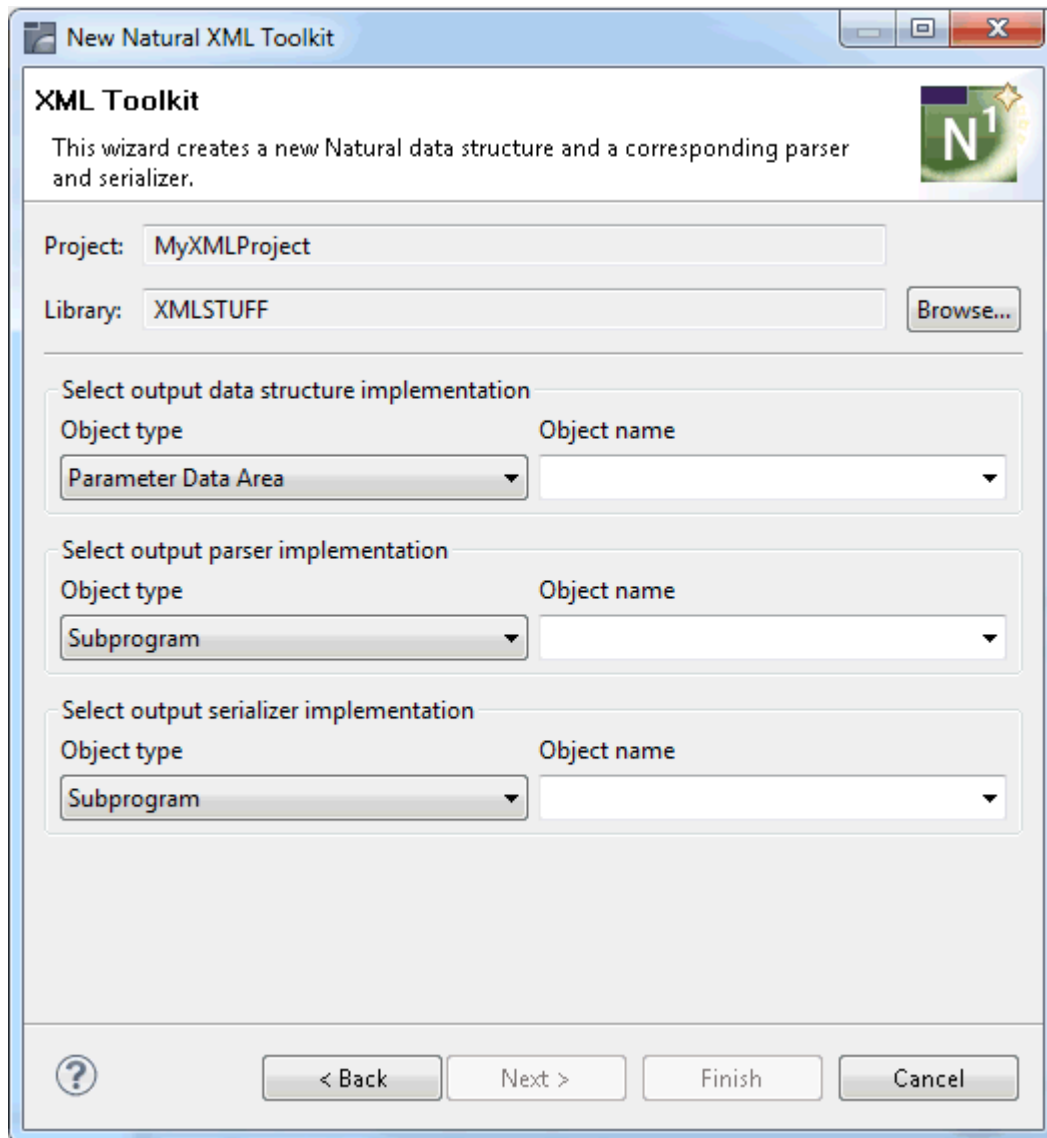 New Natural XML Toolkit
XML Toolkit
This wizard creates a new Natural data structure and a corresponding parser
and serializer.
N1
Project: MyXMLProject
Library: XMLSTUFF Browse...
Select output data structure implementation
Object type Object name
Parameter Data Area
Select output parser implementation
Object type Object name
Subprogram
Select output serializer implementation
Object type Object name
Subprogram
? < Back Next > Finish Cancel